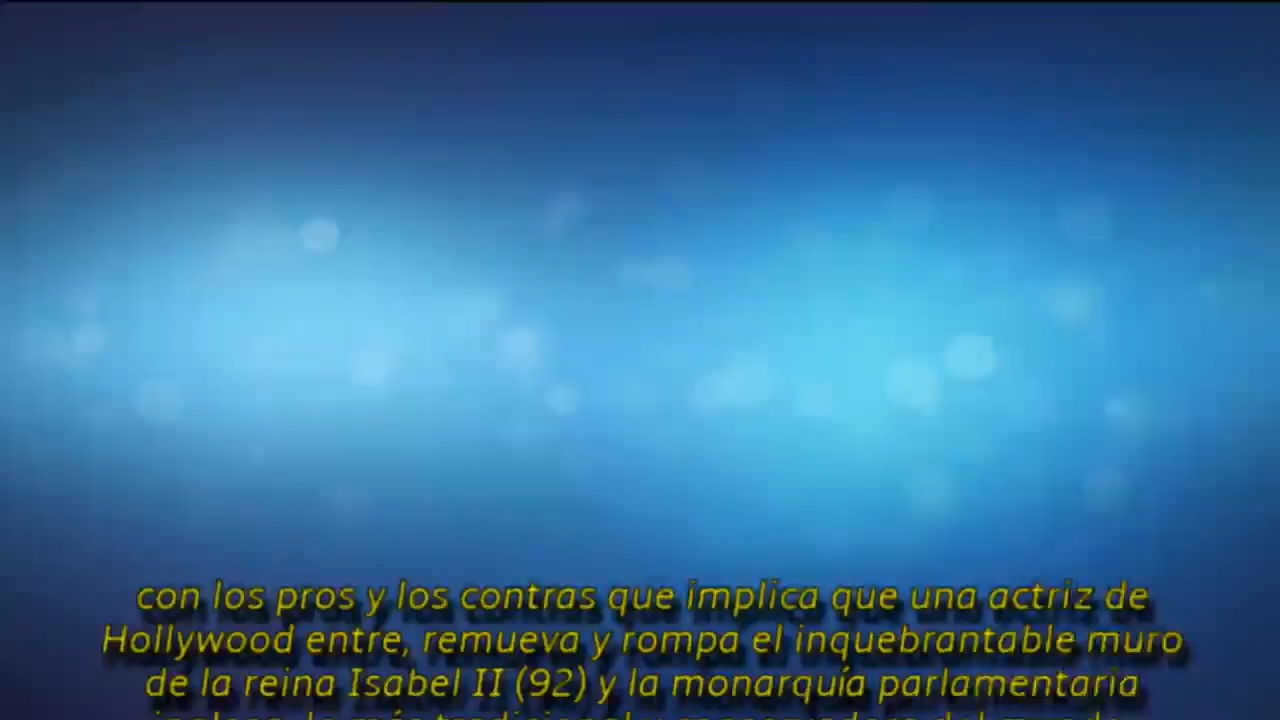 con los pros y los contras que implica que una actriz de
Hollywood entre, remueva y rompa el inquebrantable muro
de la reina Isabel II (92) y la monarquía parlamentaria